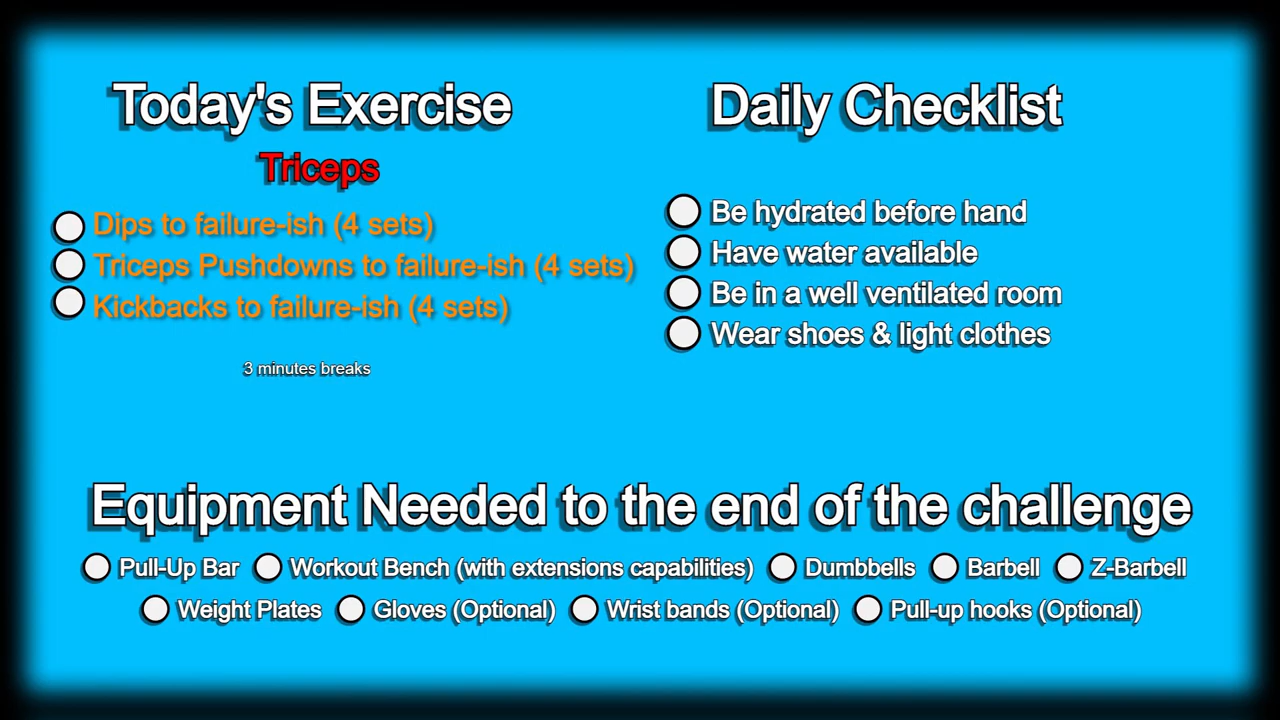 Today's Exercise
Triceps
Dips to failure-ish (4 sets)
Triceps Pushdowns to failure-ish (4 sets)
Kickbacks to failure-ish (4 sets)
3 minutes breaks
Daily Checklist
Be hydrated before hand
Have water available
Be in a well ventilated room
Wear shoes & light clothes
Equipment Needed to the end of the challenge
Pull-Up Bar Workout Bench (with extensions capabilities) Dumbbells Barbell Z-Barbell
Weight Plates Gloves (Optional) Wrist bands (Optional) Pull-up hooks (Optional)